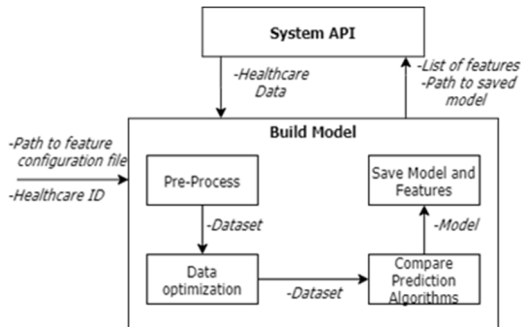 System API
-Healthcare
Data
-List of features
-Path to saved
model
Build Model
-Path to feature
configuration file
-Healthcare ID
Pre-Process
Save Model and
Features
-Dataset
-Model
Data
optimization
-Dataset
Compare
Prediction
Algorithms